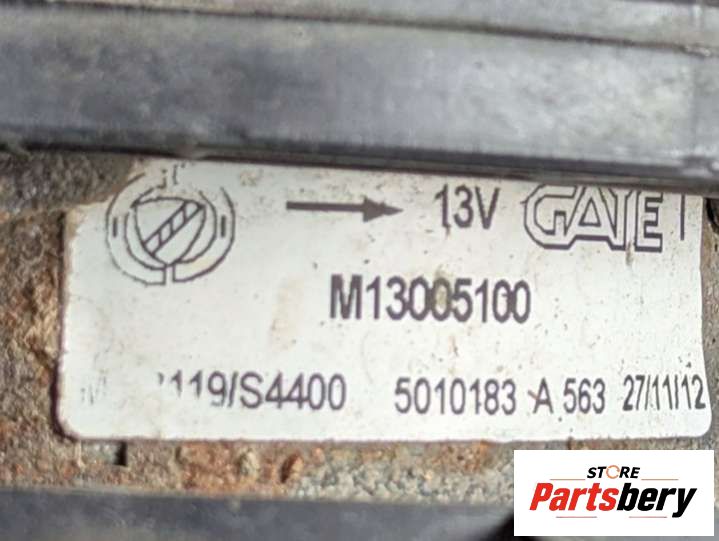 13V GATE
M13005100
119/S4400 5010183 A 563 27/11/12
STORE
Partsbery